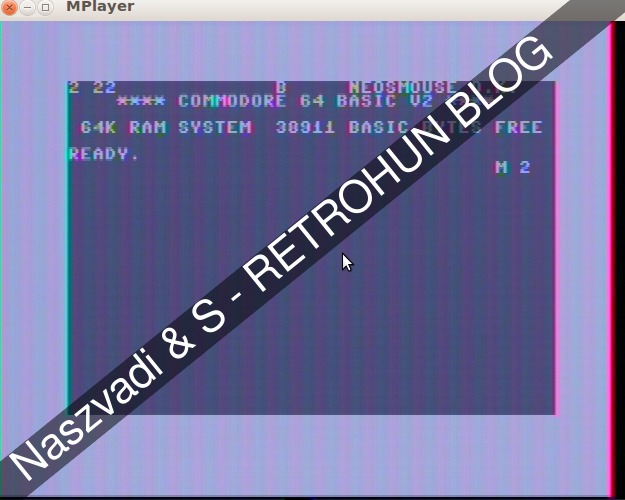 MPlayer
2 22 B NEOSMOUSE
**** COMMODORE 64 BASIC V2
64K RAM SYSTEM 38911 BASIC BYTES FREE
READY.
M 2
Naszvadi & S - RETROHUN BLOG